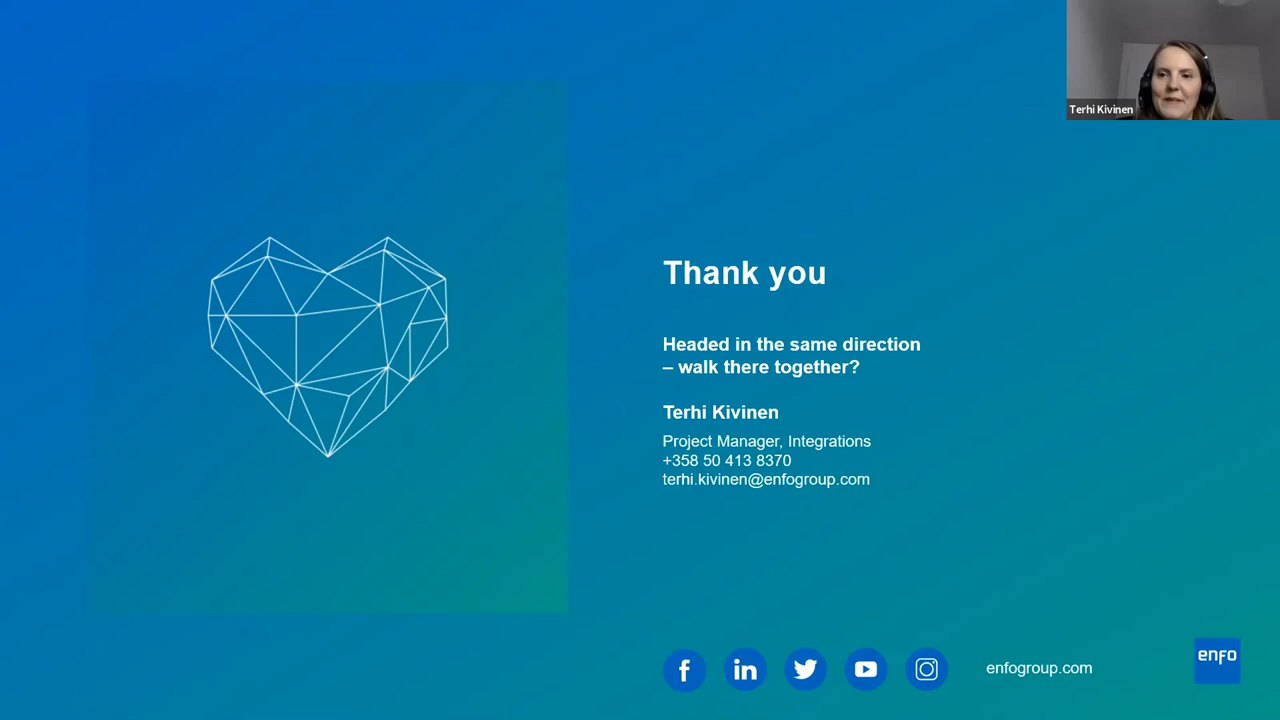 Terhi Kivinen
Thank you
Headed in the same direction
– walk there together?
Terhi Kivinen
Project Manager, Integrations
+358 50 413 8370
terhi.kivinen@enfogroup.com
enfogroup.com
enfo